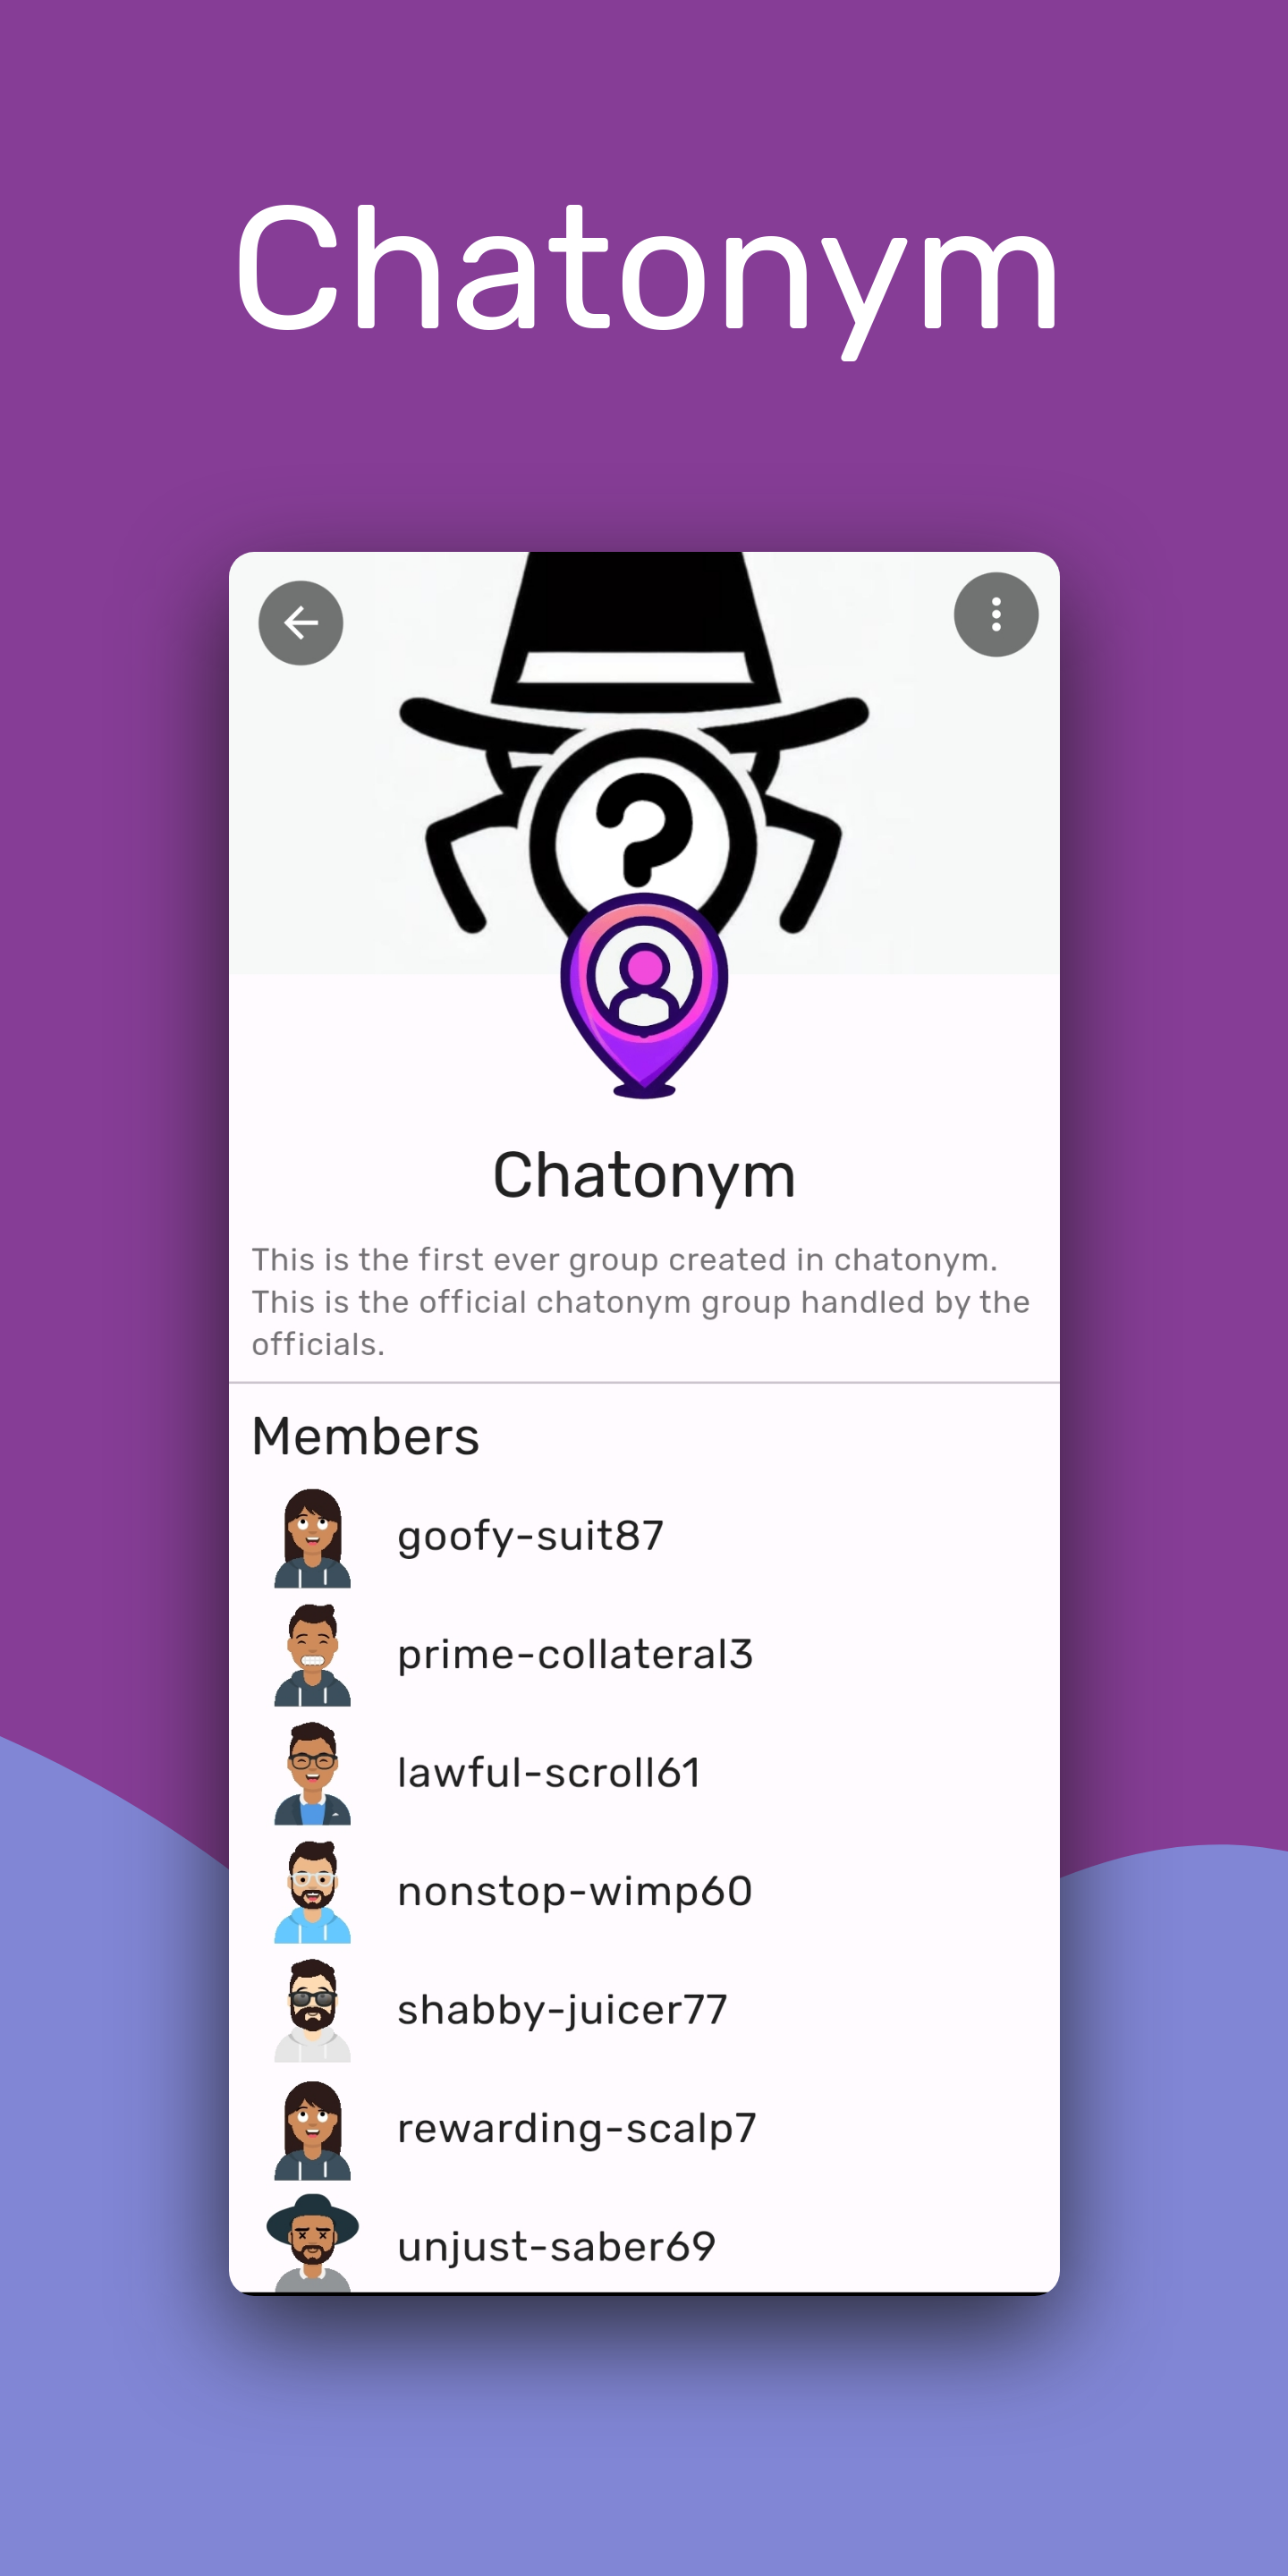 Chatonym
?
Chatonym
This is the first ever group created in chatonym.
This is the official chatonym group handled by the
officials.
Members
goofy-suit87
prime-collateral3
lawful-scroll61
nonstop-wimp60
shabby-juicer77
rewarding-scalp7
unjust-saber69